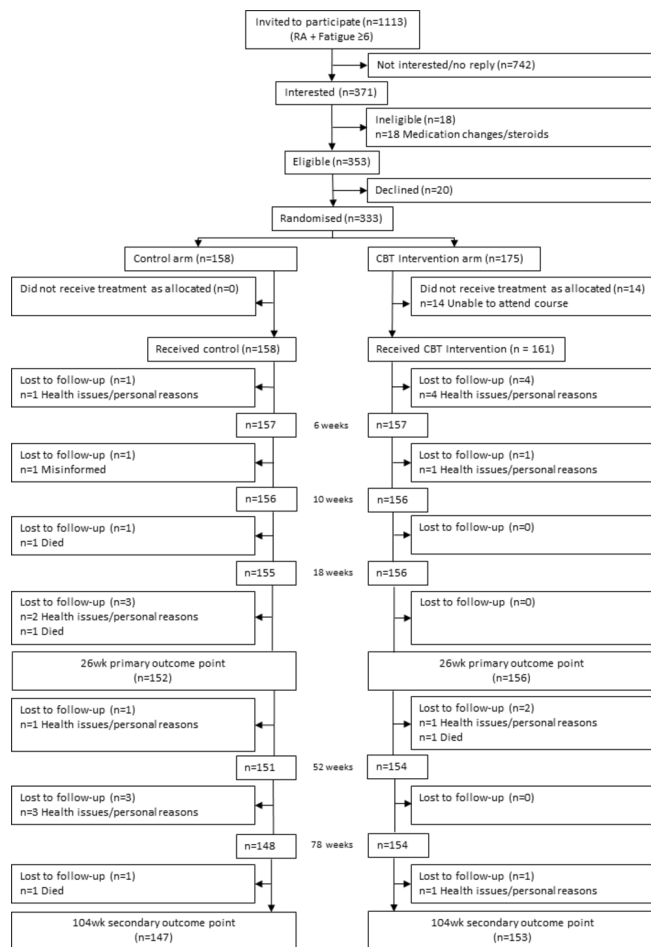 Invited to participate (n=1113)
(RA + Fatigue ≥6)
Not interested/no reply (n=742)
Interested (n=371)
Ineligible (n=18)
n=18 Medication changes/steroids
Eligible (n=353)
Declined (n=20)
Randomised (n=333)
Control arm (n=158)
CBT Intervention arm (n=175)
Did not receive treatment as allocated (n=0)
Did not receive treatment as allocated (n=14)
n=14 Unable to attend course
Received control (n=158)
Received CBT Intervention (n = 161)
Lost to follow-up (n=1)
n=1 Health issues/personal reasons
Lost to follow-up (n=4)
n=4 Health issues/personal reasons
n=157
6 weeks
n=157
Lost to follow-up (n=1)
n=1 Misinformed
Lost to follow-up (n=1)
n=1 Health issues/personal reasons
n=156
10 weeks
n=156
Lost to follow-up (n=1)
n=1 Died
Lost to follow-up (n=0)
n=155
18 weeks
n=156
Lost to follow-up (n=3)
n=2 Health issues/personal reasons
n=1 Died
Lost to follow-up (n=0)
26wk primary outcome point
(n=152)
26wk primary outcome point
(n=156)
Lost to follow-up (n=1)
n=1 Health issues/personal reasons
Lost to follow-up (n=2)
n=1 Health issues/personal reasons
n=1 Died
n=151
52 weeks
n=154
Lost to follow-up (n=3)
n=3 Health issues/personal reasons
Lost to follow-up (n=0)
n=148
78 weeks
n=154
Lost to follow-up (n=1)
n=1 Died
Lost to follow-up (n=1)
n=1 Health issues/personal reasons
104wk secondary outcome point
(n=147)
104wk secondary outcome point
(n=153)